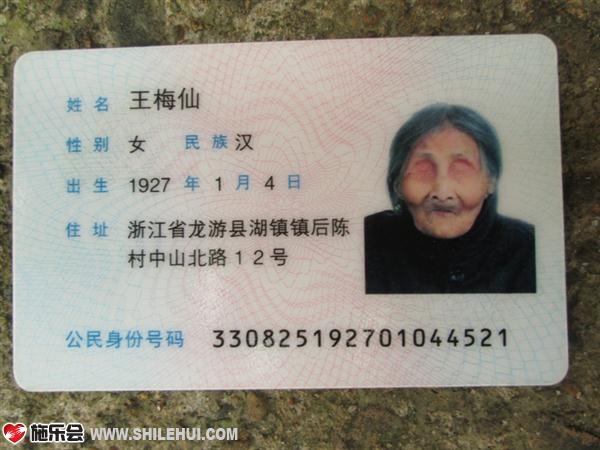 姓名 王梅仙
性别 女 民族 汉
出生 1927 年 1 月 4 日
住址 浙江省龙游县湖镇镇后陈
村中山北路12号
公民身份号码 330825192701044521
施乐会 WWW.SHILEHUI.COM